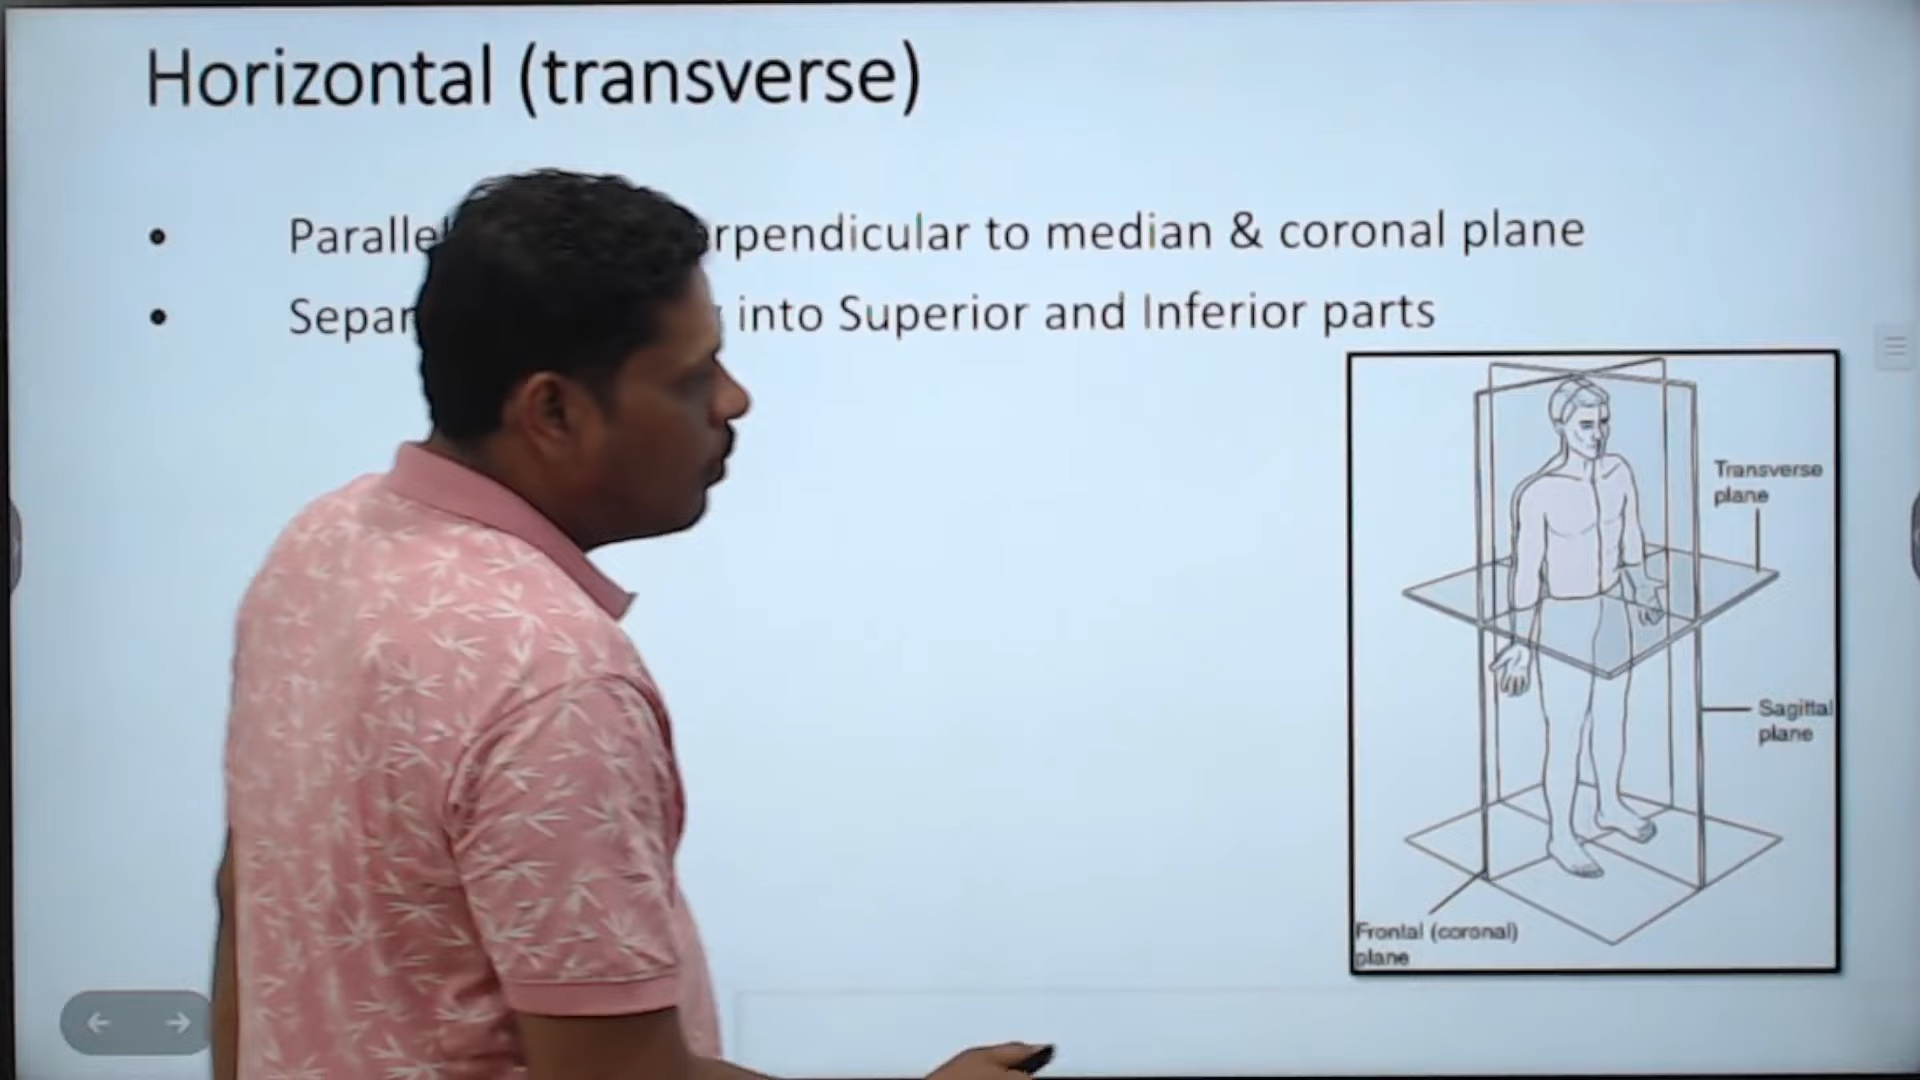 Horizontal (transverse)
• Paralle rpendicular to median & coronal plane
• Separ into Superior and Inferior parts
Transverse
plane
Sagittal
plane
Frontal (coronal)
plane